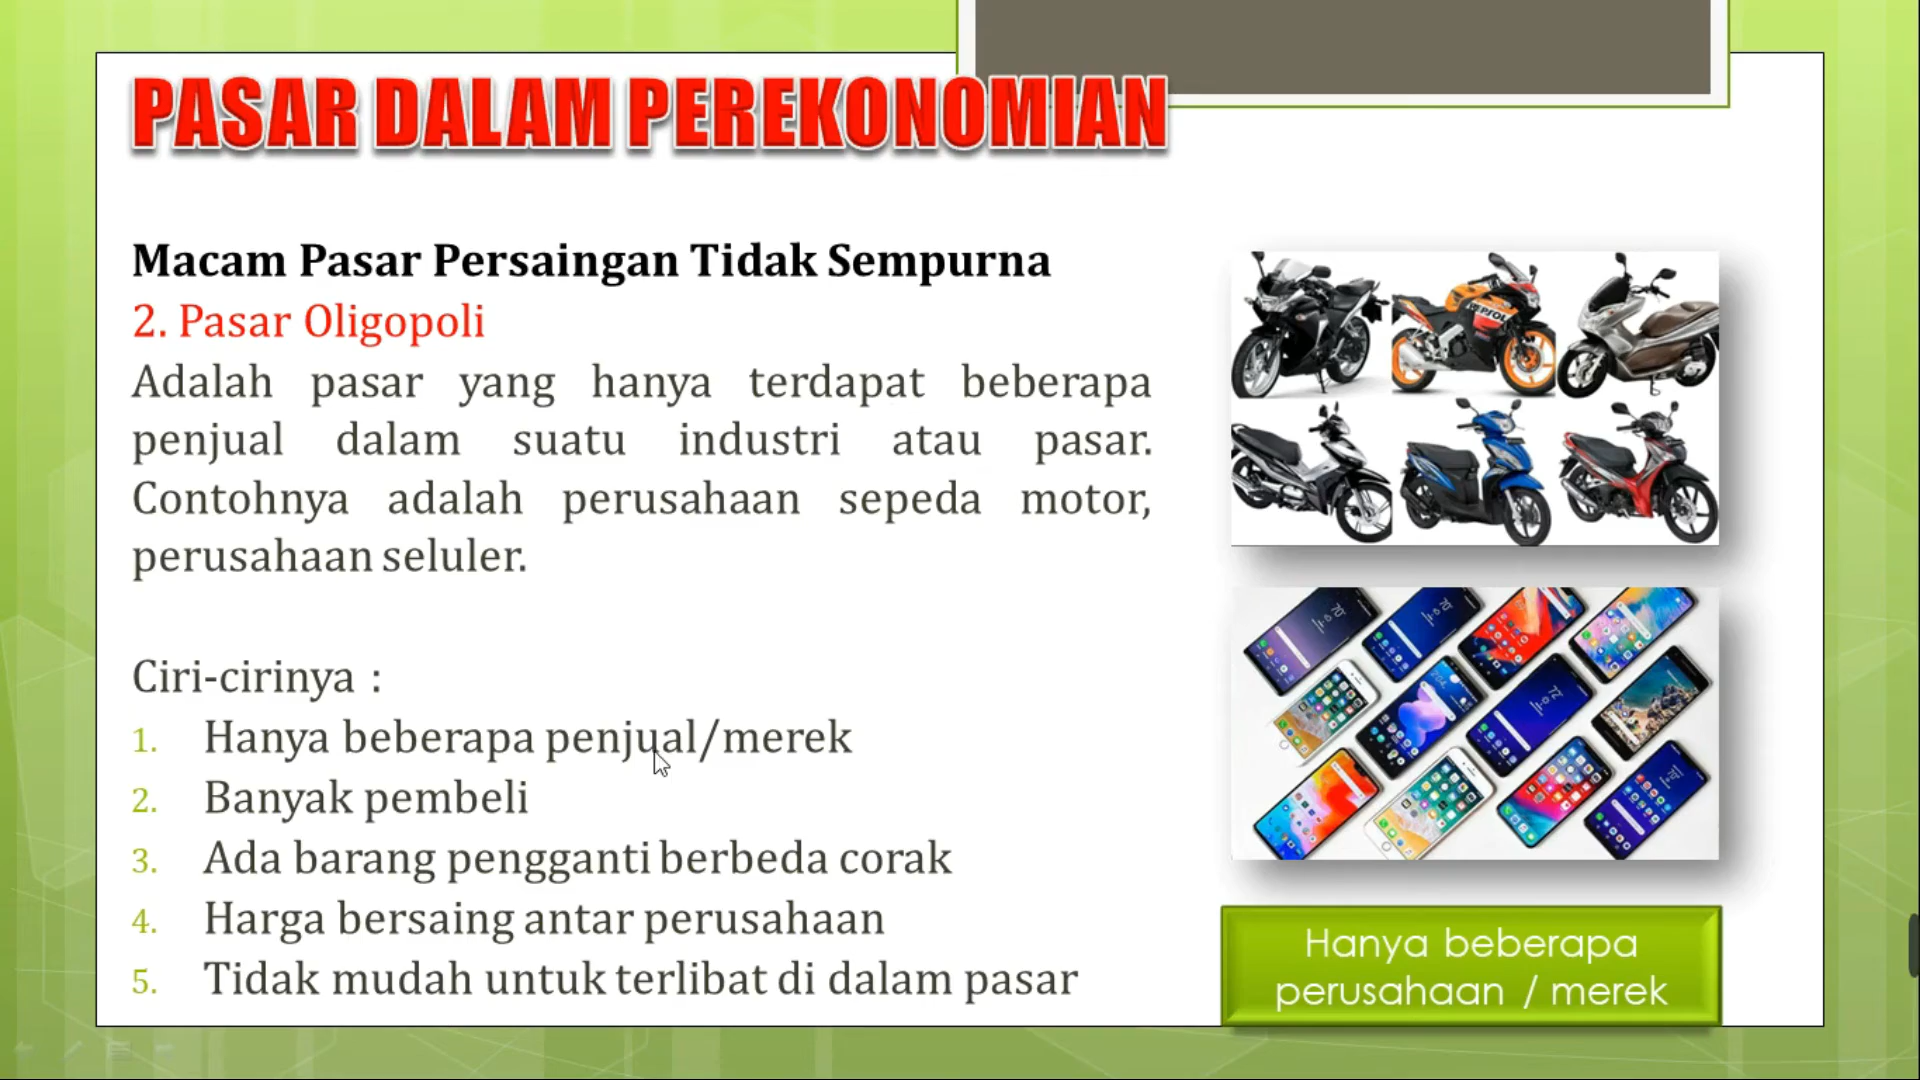 PASAR DALAM PEREKONOMIAN
Macam Pasar Persaingan Tidak Sempurna
2. Pasar Oligopoli
Adalah pasar yang hanya terdapat beberapa
penjual dalam suatu industri atau pasar.
Contohnya adalah perusahaan sepeda motor,
perusahaan seluler.
Ciri-cirinya :
1. Hanya beberapa penjual/merek
2. Banyak pembeli
3. Ada barang pengganti berbeda corak
4. Harga bersaing antar perusahaan
5. Tidak mudah untuk terlibat di dalam pasar
REPSOL
Hanya beberapa
perusahaan / merek